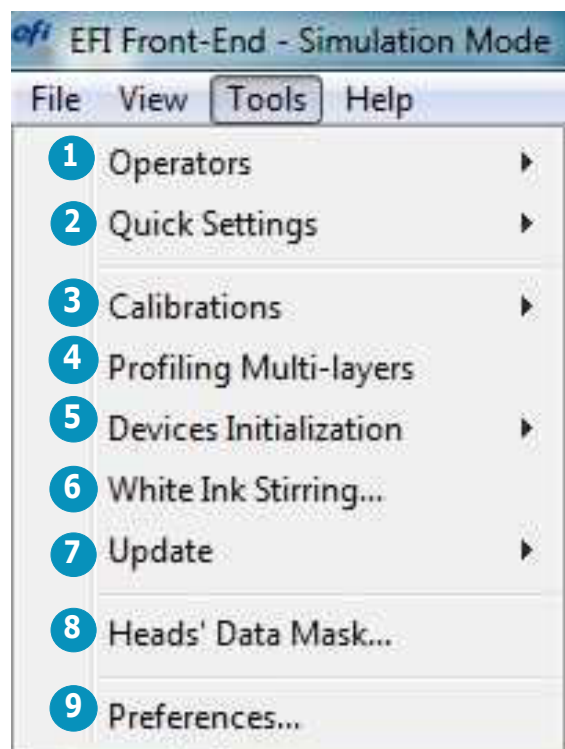 efi EFI Front-End - Simulation Mode
File View Tools Help
1 Operators
2 Quick Settings
3 Calibrations
4 Profiling Multi-layers
5 Devices Initialization
6 White Ink Stirring...
7 Update
8 Heads' Data Mask...
9 Preferences...